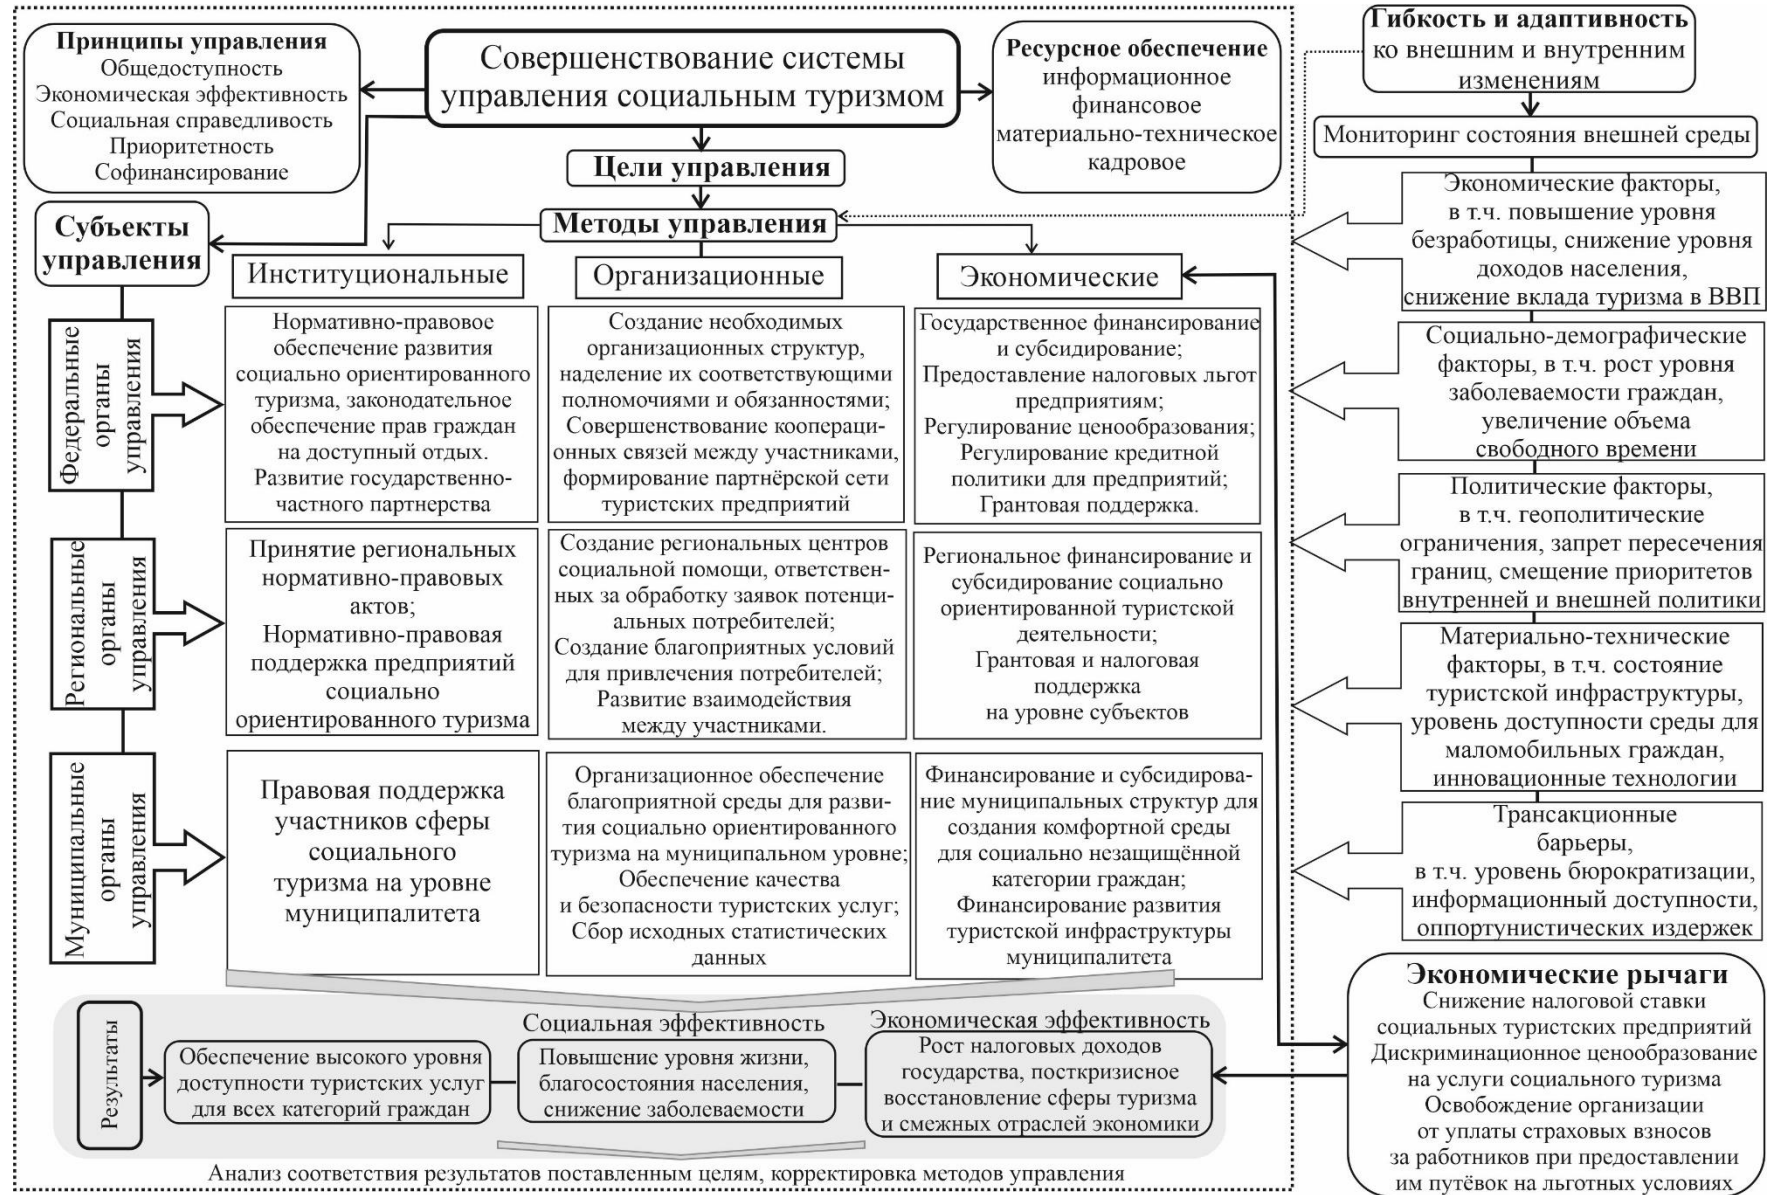 Принципы управления
Общедоступность
Экономическая эффективность
Социальная справедливость
Приоритетность
Софинансирование
Совершенствование системы
управления социальным туризмом
Ресурсное обеспечение
информационное
финансовое
материально-техническое
кадровое
Гибкость и адаптивность
ко внешним и внутренним
изменениям
Мониторинг состояния внешней среды
Цели управления
Методы управления
Субъекты
управления
Институциональные
Организационные
Экономические
Федеральные
органы
управления
Нормативно-правовое
обеспечение развития
социально ориентированного
туризма, законодательное
обеспечение прав граждан
на доступный отдых.
Развитие государственно-
частного партнерства
Создание необходимых
организационных структур,
наделение их соответствующими
полномочиями и обязанностями;
Совершенствование коопераци-
онных связей между участниками,
формирование партнёрской сети
туристских предприятий
Государственное финансирование
и субсидирование;
Предоставление налоговых льгот
предприятиям;
Регулирование ценообразования;
Регулирование кредитной
политики для предприятий;
Грантовая поддержка.
Региональные
органы
управления
Принятие региональных
нормативно-правовых
актов;
Нормативно-правовая
поддержка предприятий
социально
ориентированного туризма
Создание региональных центров
социальной помощи, ответствен-
ных за обработку заявок потенци-
альных потребителей;
Создание благоприятных условий
для привлечения потребителей;
Развитие взаимодействия
между участниками.
Региональное финансирование и
субсидирование социально
ориентированной туристской
деятельности;
Грантовая и налоговая
поддержка
на уровне субъектов
Муниципальные
органы
управления
Правовая поддержка
участников сферы
социального
туризма на уровне
муниципалитета
Организационное обеспечение
благоприятной среды для разви-
тия социально ориентированного
туризма на муниципальном уровне;
Обеспечение качества
и безопасности туристских услуг;
Сбор исходных статистических
данных
Финансирование и субсидирова-
ние муниципальных структур для
создания комфортной среды
для социально незащищённой
категории граждан;
Финансирование развития
туристской инфраструктуры
муниципалитета
Экономические факторы,
в т.ч. повышение уровня
безработицы, снижение уровня
доходов населения,
снижение вклада туризма в ВВП
Социально-демографические
факторы, в т.ч. рост уровня
заболеваемости граждан,
увеличение объема
свободного времени
Политические факторы,
в т.ч. геополитические
ограничения, запрет пересечения
границ, смещение приоритетов
внутренней и внешней политики
Материально-технические
факторы, в т.ч. состояние
туристской инфраструктуры,
уровень доступности среды для
маломобильных граждан,
инновационные технологии
Трансакционные
барьеры,
в т.ч. уровень бюрократизации,
информационный доступности,
оппортунистических издержек
Экономические рычаги
Снижение налоговой ставки
социальных туристских предприятий
Дискриминационное ценообразование
на услуги социального туризма
Освобождение организации
от уплаты страховых взносов
за работников при предоставлении
им путёвок на льготных условиях
Результаты
Обеспечение высокого уровня
доступности туристских услуг
для всех категорий граждан
Социальная эффективность
Повышение уровня жизни,
благосостояния населения,
снижение заболеваемости
Экономическая эффективность
Рост налоговых доходов
государства, посткризисное
восстановление сферы туризма
и смежных отраслей экономики
Анализ соответствия результатов поставленным целям, корректировка методов управления